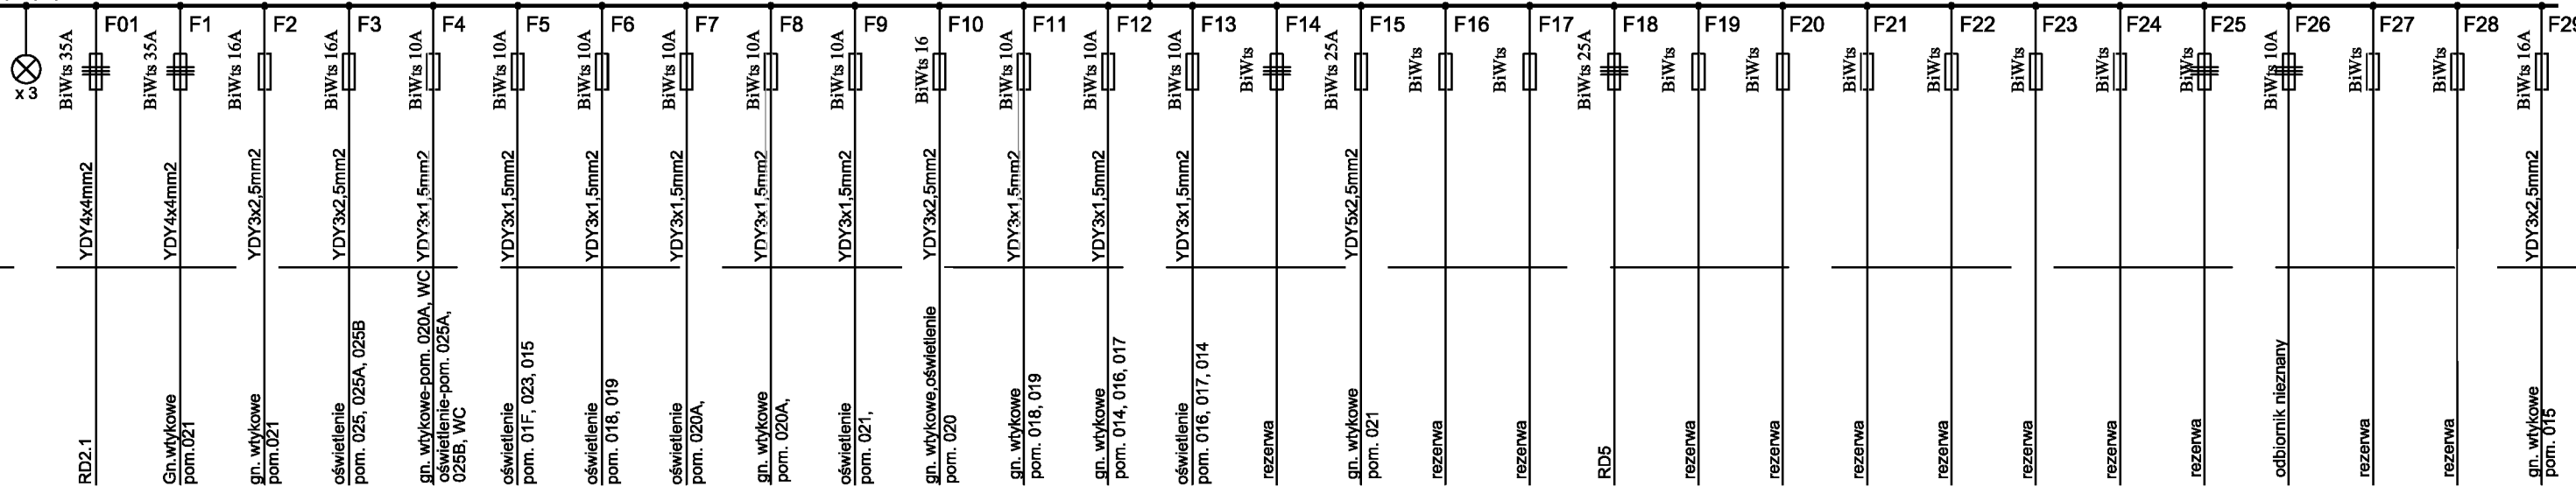 x 3
F01
BiWts 35A
YDY4x4mm2
RD2.1
F1
BiWts 35A
YDY4x4mm2
Gn.wtykowe
pom.021
F2
BiWts 16A
YDY3x2,5mm2
gn. wtykowe
pom.021
F3
BiWts 16A
YDY3x2,5mm2
oświetlenie
pom. 025, 025A, 025B
F4
BiWts 10A
YDY3x1,5mm2
gn. wtykowe-pom. 020A, WC
oświetlenie-pom. 025A,
025B, WC
F5
BiWts 10A
YDY3x1,5mm2
oświetlenie
pom. 01F, 023, 015
F6
BiWts 10A
YDY3x1,5mm2
oświetlenie
pom. 018, 019
F7
BiWts 10A
YDY3x1,5mm2
oświetlenie
pom. 020A,
F8
BiWts 10A
YDY3x1,5mm2
gn. wtykowe
pom. 020A,
F9
BiWts 10A
YDY3x1,5mm2
oświetlenie
pom. 021,
F10
BiWts 16
YDY3x2,5mm2
gn. wtykowe,oświetlenie
pom. 020
F11
BiWts 10A
YDY3x1,5mm2
gn. wtykowe
pom. 018, 019
F12
BiWts 10A
YDY3x1,5mm2
gn. wtykowe
pom. 014, 016, 017
F13
BiWts 10A
YDY3x1,5mm2
oświetlenie
pom. 016, 017, 014
F14
BiWts
rezerwa
F15
BiWts 25A
YDY5x2,5mm2
gn. wtykowe
pom. 021
F16
BiWts
rezerwa
F17
BiWts
rezerwa
F18
BiWts 25A
RD5
F19
BiWts
rezerwa
F20
BiWts
rezerwa
F21
BiWts
rezerwa
F22
BiWts
rezerwa
F23
BiWts
rezerwa
F24
BiWts
rezerwa
F25
BiWts
rezerwa
F26
BiWts 10A
odbiornik nieznany
F27
BiWts
rezerwa
F28
BiWts
rezerwa
F29
BiWts 16A
YDY3x2,5mm2
gn. wtykowe
pom. 015